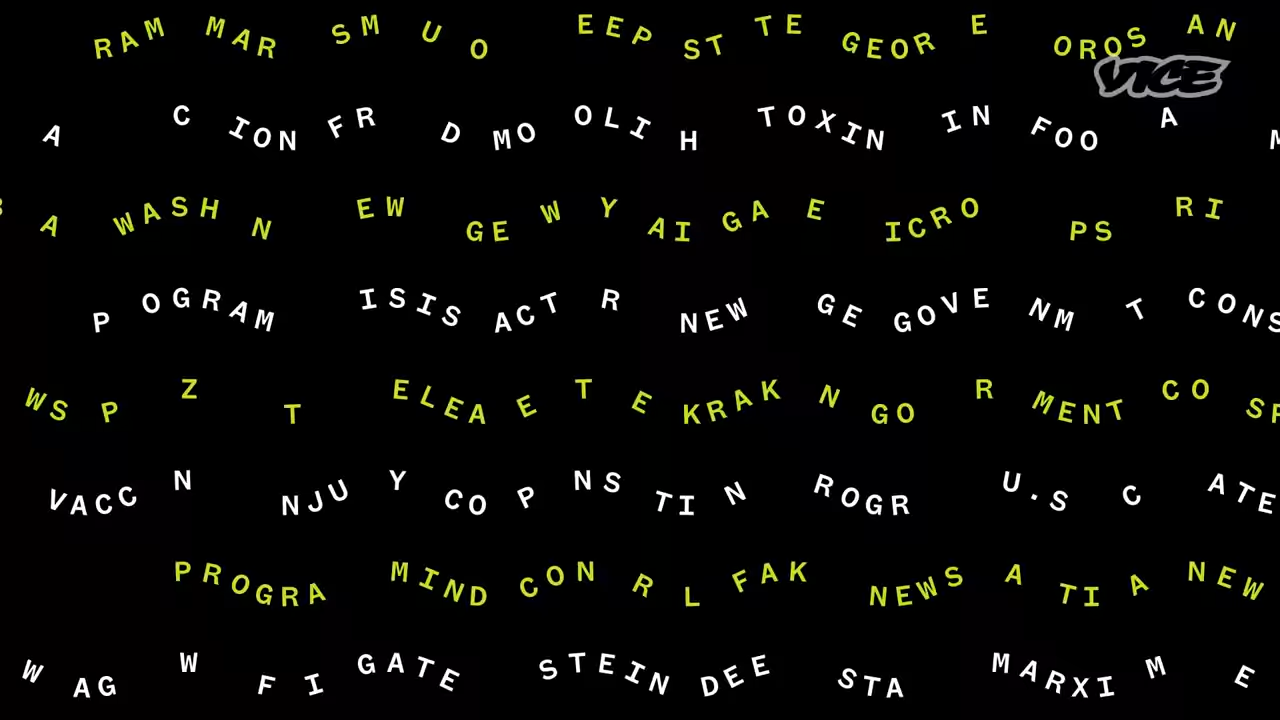 RAM MAR SM U O EEP ST TE GEOR E OROS AN
VICE
A C ION FR D MO OLI H TOXIN IN FOO A M
A WASH N EW GE W Y AI GA E ICRO PS RI
P OGRAM ISIS ACT R NEW GE GOVE NM T CONS
WS P Z T ELEA E T E KRAK N GO R MENT CO SP
VACC N NJU Y CO P NS TI N ROGR U.S C ATE
PROGRA MIND CON R L FAK NEWS A TI A NEW
W AG W F I GATE STEIN DEE STA MARXI M E